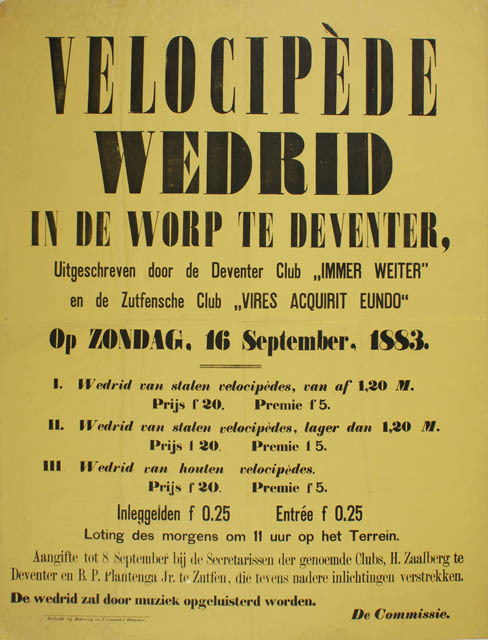 VELOCIPÈDE
WEDRID
IN DE WORP TE DEVENTER,
Uitgeschreven door de Deventer Club „IMMER WEITER”
en de Zutfensche Club „VIRES ACQUIRIT EUNDO“
Op ZONDAG, 16 September, 1883.
I. Wedrid van stalen velocipèdes, van af 1,20 M.
Prijs f 20. Premie f 5.
II. Wedrid van stalen velocipèdes, lager dan 1,20 M.
Prijs f 20. Premie f 5.
III Wedrid van houten velocipèdes.
Prijs f 20. Premie f 5.
Inleggelden f 0.25 Entrée f 0.25
Loting des morgens om 11 uur op het Terrein.
Aangifte tot 8 September bij de Secretarissen der genoemde Clubs, H. Zaalberg te
Deventer en B. P. Plantenga Jr. te Zutfen, die tevens nadere inlichtingen verstrekken.
De wedrid zal door muziek opgeluisterd worden.
De Commissie.